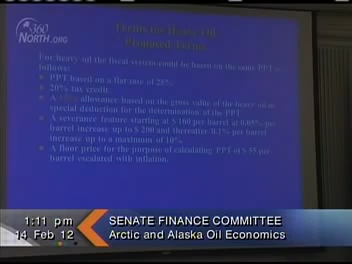 360
NORTH.ORG
Terms for Heavy Oil
Proposed Terms
For heavy oil the fiscal system could be based on the same PPT as
follows:
PPT based on a flat rate of 25%
20% tax credit
A allowance based on the gross value of the heavy oil as
special deduction for the determination of the PPT
A severance feature starting at $ 160 per barrel at 0.05% per
barrel increase up to $ 200 and thereafter 0.1% per
barrel increase up to a maximum of 10%
A floor price for the purpose of calculating PPT of $ 55 per
barrel escalated with inflation.
1:11 pm
14 Feb 12
SENATE FINANCE COMMITTEE
Arctic and Alaska Oil Economics